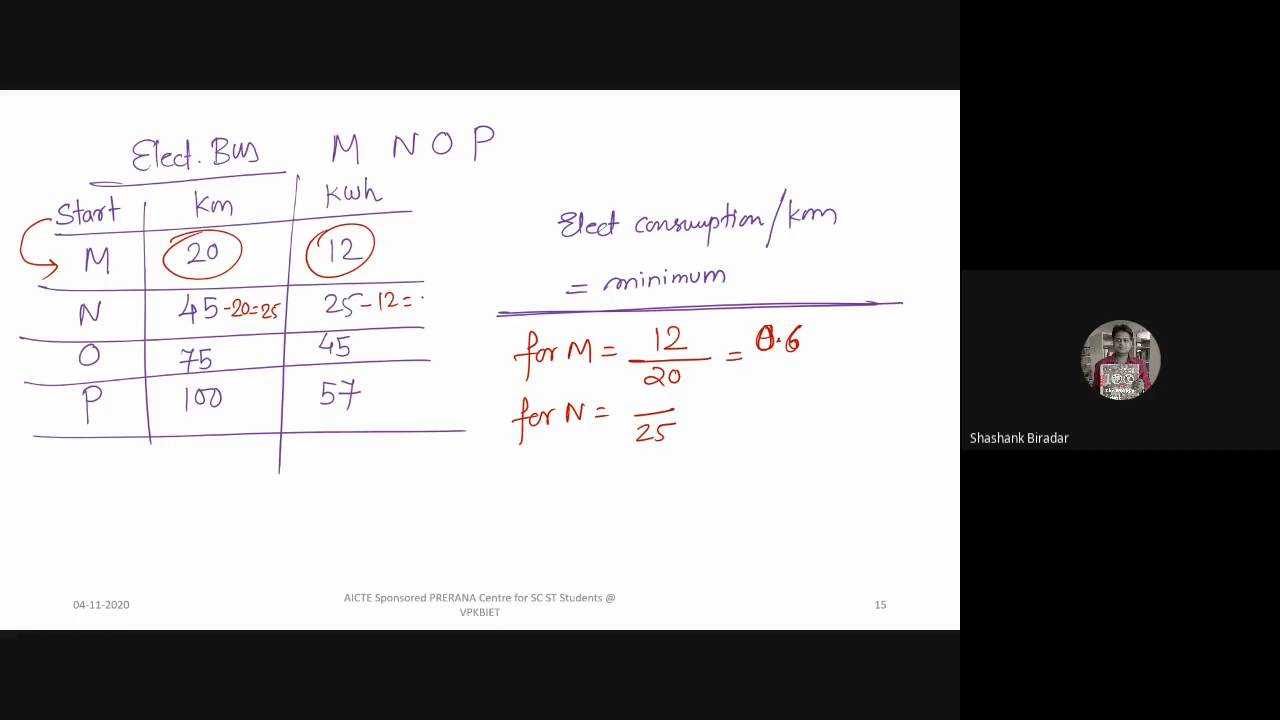 Elect. Bus M N O P
Start Km Kwh
M 20 12
N 45 -20=25 25 -12=
O 75 45
P 100 57
Elect consumption/km
= minimum
for M = 12/20 = 0.6
for N = /25
04-11-2020
AICTE Sponsored PRERANA Centre for SC ST Students @
VPKBIET
15
Shashank Biradar